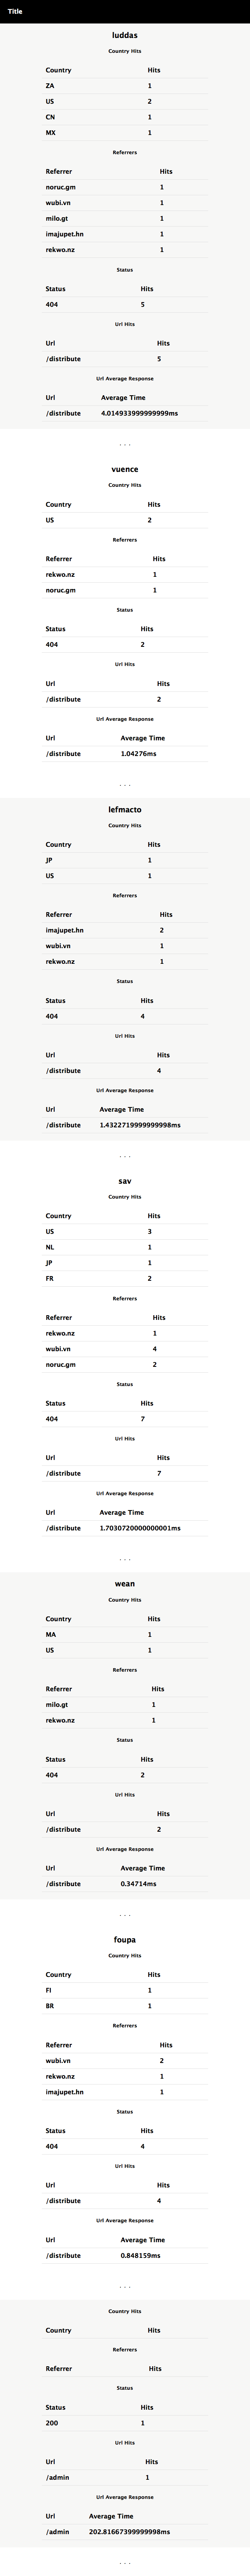 Title
luddas
Country Hits
Country Hits
ZA 1
US 2
CN 1
MX 1
Referrers
Referrer Hits
noruc.gm 1
wubi.vn 1
milo.gt 1
imajupet.hn 1
rekwo.nz 1
Status
Status Hits
404 5
Url Hits
Url Hits
/distribute 5
Url Average Response
Url Average Time
/distribute 4.014933999999999ms
...
vuence
Country Hits
Country Hits
US 2
Referrers
Referrer Hits
rekwo.nz 1
noruc.gm 1
Status
Status Hits
404 2
Url Hits
Url Hits
/distribute 2
Url Average Response
Url Average Time
/distribute 1.04276ms
...
lefmacto
Country Hits
Country Hits
JP 1
US 1
Referrers
Referrer Hits
imajupet.hn 2
wubi.vn 1
rekwo.nz 1
Status
Status Hits
404 4
Url Hits
Url Hits
/distribute 4
Url Average Response
Url Average Time
/distribute 1.4322719999999998ms
...
sav
Country Hits
Country Hits
US 3
NL 1
JP 1
FR 2
Referrers
Referrer Hits
rekwo.nz 1
wubi.vn 4
noruc.gm 2
Status
Status Hits
404 7
Url Hits
Url Hits
/distribute 7
Url Average Response
Url Average Time
/distribute 1.7030720000000001ms
...
wean
Country Hits
Country Hits
MA 1
US 1
Referrers
Referrer Hits
milo.gt 1
rekwo.nz 1
Status
Status Hits
404 2
Url Hits
Url Hits
/distribute 2
Url Average Response
Url Average Time
/distribute 0.34714ms
...
foupa
Country Hits
Country Hits
FI 1
BR 1
Referrers
Referrer Hits
wubi.vn 2
rekwo.nz 1
imajupet.hn 1
Status
Status Hits
404 4
Url Hits
Url Hits
/distribute 4
Url Average Response
Url Average Time
/distribute 0.848159ms
...
Country Hits
Country Hits
Referrers
Referrer Hits
Status
Status Hits
200 1
Url Hits
Url Hits
/admin 1
Url Average Response
Url Average Time
/admin 202.81667399999998ms
...